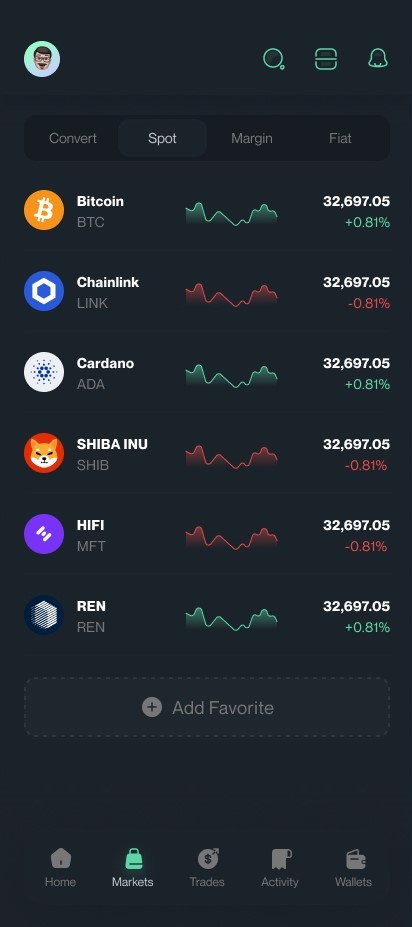 Convert Spot Margin Fiat
Bitcoin 32,697.05
BTC +0.81%
Chainlink 32,697.05
LINK -0.81%
Cardano 32,697.05
ADA +0.81%
SHIBA INU 32,697.05
SHIB -0.81%
HIFI 32,697.05
MFT -0.81%
REN 32,697.05
REN +0.81%
Add Favorite
Home Markets Trades Activity Wallets